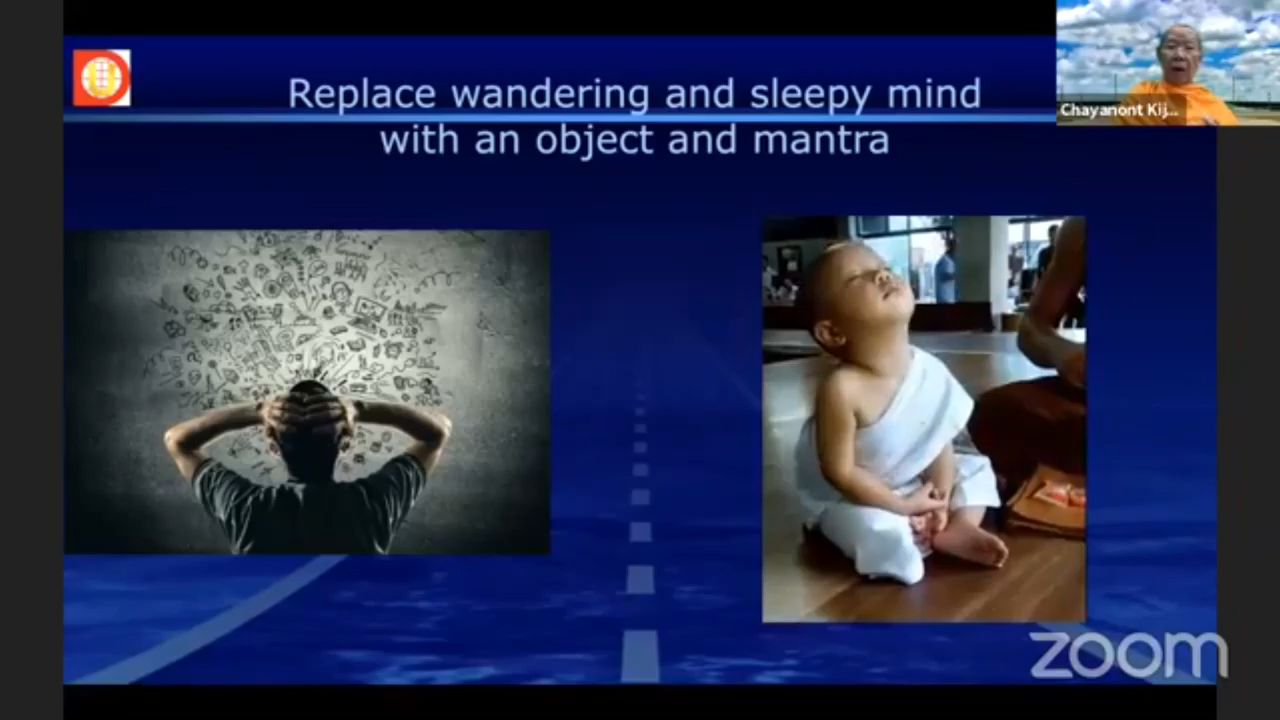 Replace wandering and sleepy mind
with an object and mantra
Chayanont Kij...
zoom